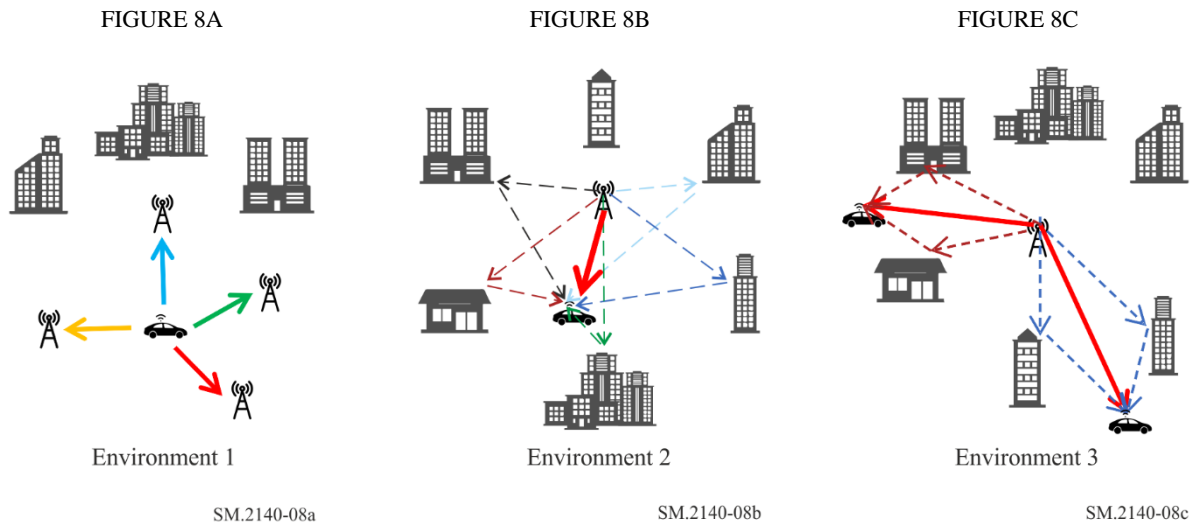 FIGURE 8A
FIGURE 8B
FIGURE 8C
Environment 1
Environment 2
Environment 3
SM.2140-08a
SM.2140-08b
SM.2140-08c